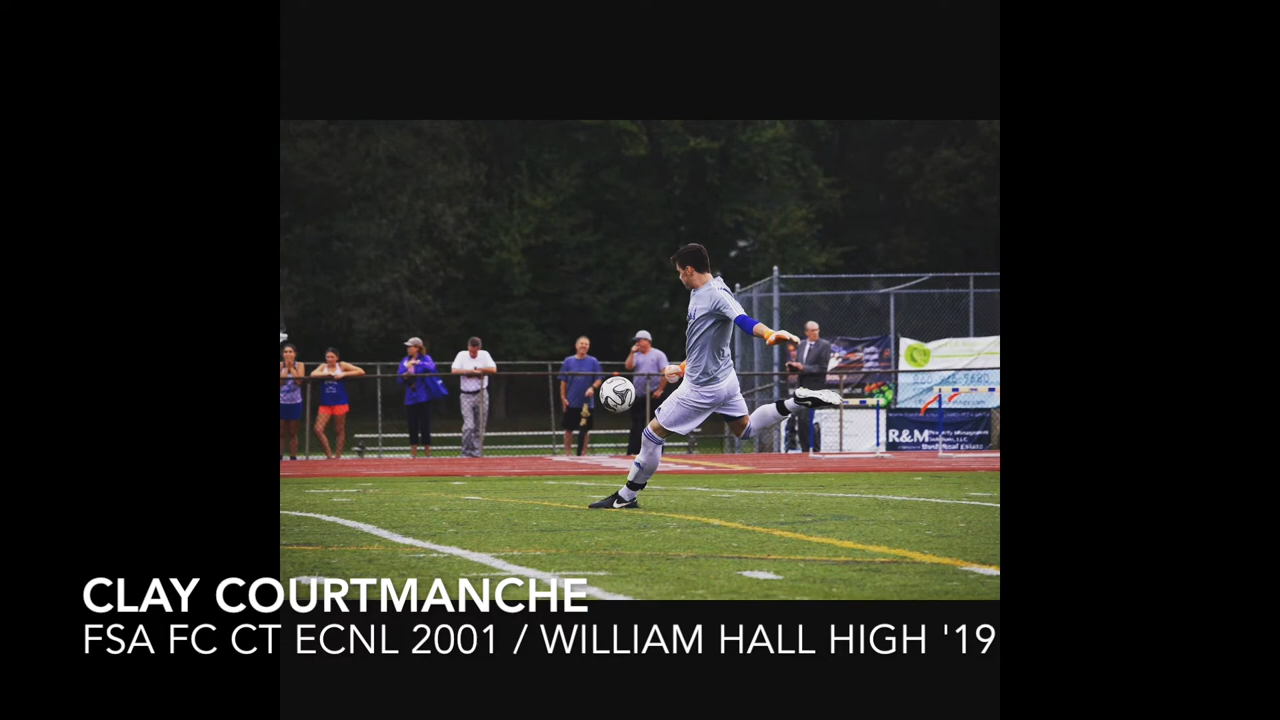 R&M
CLAY COURTMANCHE
FSA FC CT ECNL 2001 / WILLIAM HALL HIGH '19